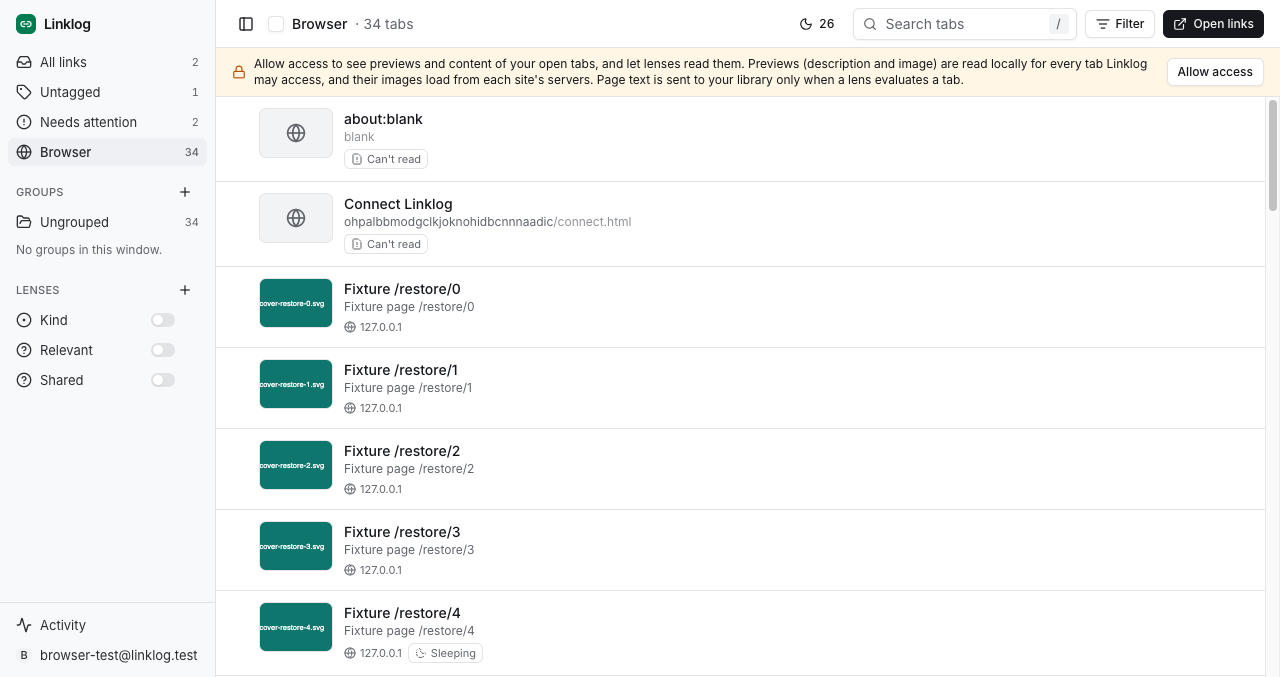 Linklog
All links 2
Untagged 1
Needs attention 2
Browser 34
GROUPS
Ungrouped 34
No groups in this window.
LENSES
Kind
Relevant
Shared
Activity
B browser-test@linklog.test
Browser · 34 tabs
26
Search tabs /
Filter
Open links
Allow access to see previews and content of your open tabs, and let lenses read them. Previews (description and image) are read locally for every tab Linklog
may access, and their images load from each site's servers. Page text is sent to your library only when a lens evaluates a tab.
Allow access
about:blank
blank
Can't read
Connect Linklog
ohpalbbmodgclkjoknohidbcnnnaadic/connect.html
Can't read
cover-restore-0.svg
Fixture /restore/0
Fixture page /restore/0
127.0.0.1
cover-restore-1.svg
Fixture /restore/1
Fixture page /restore/1
127.0.0.1
cover-restore-2.svg
Fixture /restore/2
Fixture page /restore/2
127.0.0.1
cover-restore-3.svg
Fixture /restore/3
Fixture page /restore/3
127.0.0.1
cover-restore-4.svg
Fixture /restore/4
Fixture page /restore/4
127.0.0.1 Sleeping